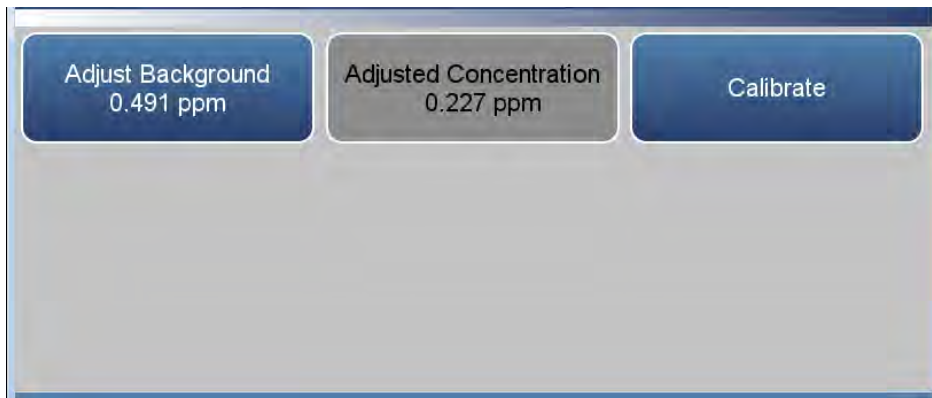 Adjust Background
0.491 ppm
Adjusted Concentration
0.227 ppm
Calibrate